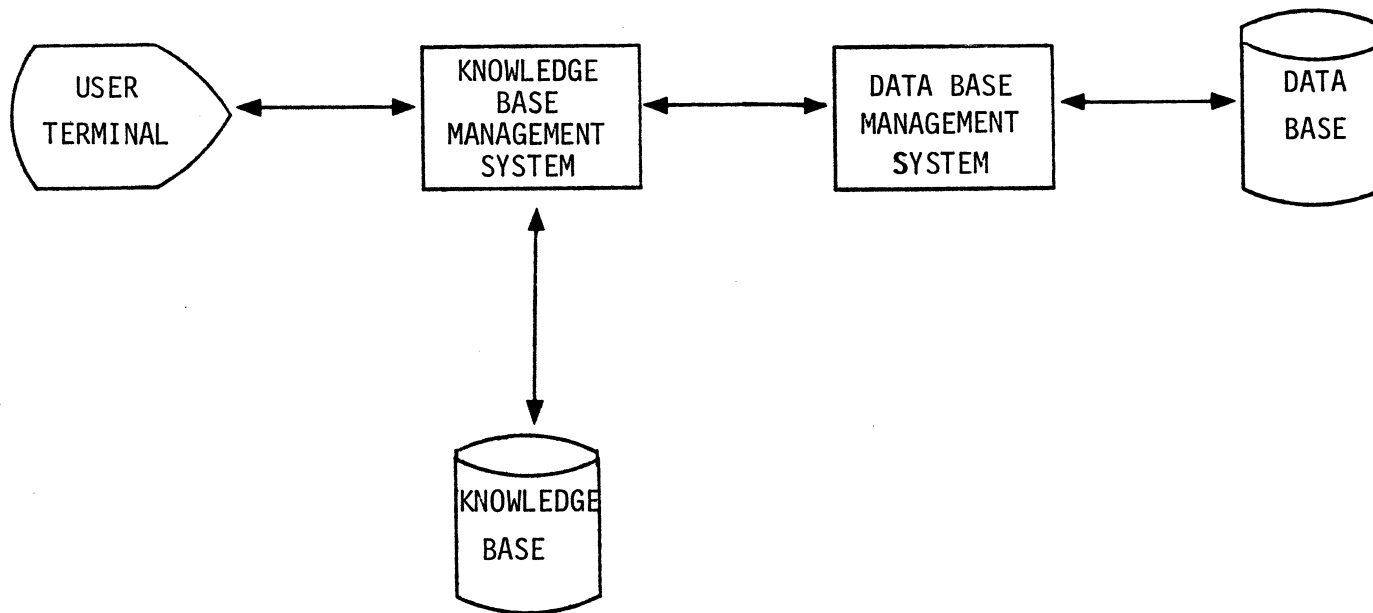 USER
TERMINAL
KNOWLEDGE
BASE
MANAGEMENT
SYSTEM
DATA BASE
MANAGEMENT
SYSTEM
DATA
BASE
KNOWLEDGE
BASE